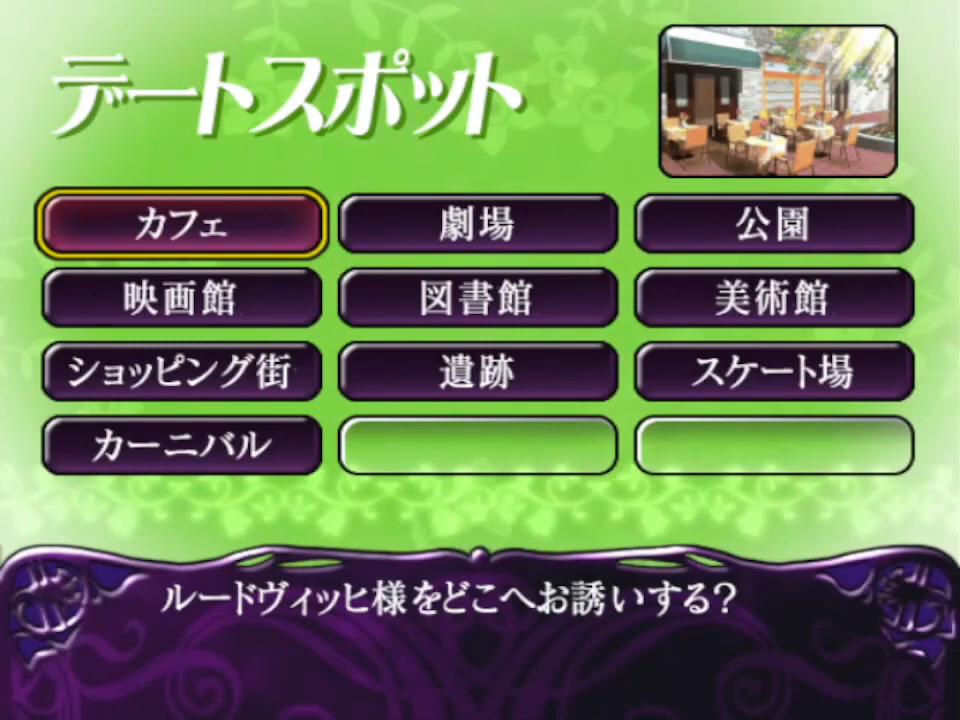 デートスポット
カフェ
劇場
公園
映画館
図書館
美術館
ショッピング街
遺跡
スケート場
カーニバル
ルードヴィッヒ様をどこへお誘いする?